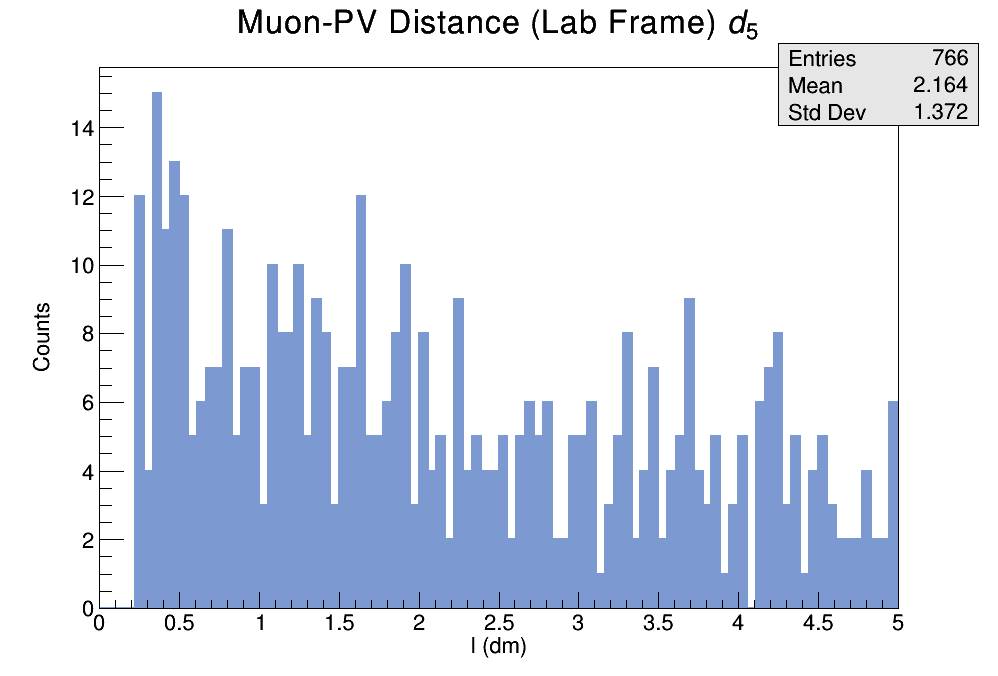 Muon-PV Distance (Lab Frame) d5
Entries 766
Mean 2.164
Std Dev 1.372
14
12
10
8
6
4
2
0
Counts
0 0.5 1 1.5 2 2.5 3 3.5 4 4.5 5
l (dm)